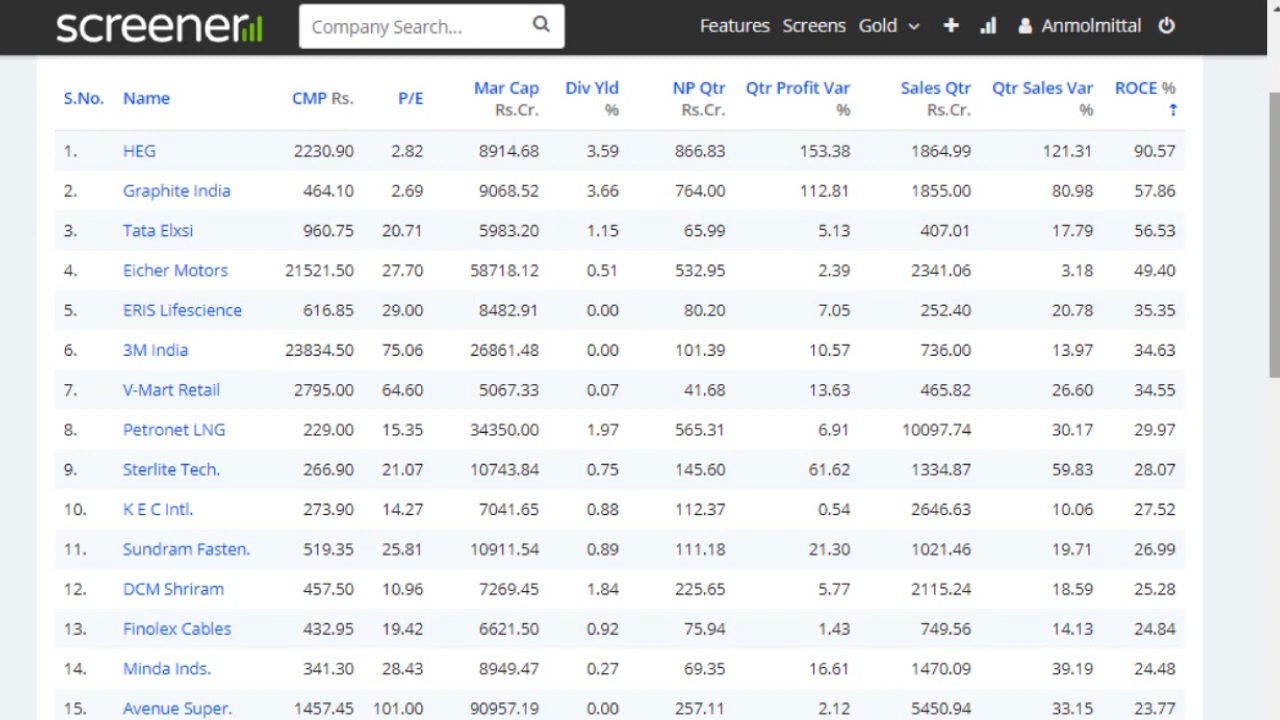 screener Company Search... Features Screens Gold Anmolmittal
S.No. Name CMP Rs. P/E Mar Cap Rs.Cr. Div Yld % NP Qtr Rs.Cr. Qtr Profit Var % Sales Qtr Rs.Cr. Qtr Sales Var % ROCE %
1. HEG 2230.90 2.82 8914.68 3.59 866.83 153.38 1864.99 121.31 90.57
2. Graphite India 464.10 2.69 9068.52 3.66 764.00 112.81 1855.00 80.98 57.86
3. Tata Elxsi 960.75 20.71 5983.20 1.15 65.99 5.13 407.01 17.79 56.53
4. Eicher Motors 21521.50 27.70 58718.12 0.51 532.95 2.39 2341.06 3.18 49.40
5. ERIS Lifescience 616.85 29.00 8482.91 0.00 80.20 7.05 252.40 20.78 35.35
6. 3M India 23834.50 75.06 26861.48 0.00 101.39 10.57 736.00 13.97 34.63
7. V-Mart Retail 2795.00 64.60 5067.33 0.07 41.68 13.63 465.82 26.60 34.55
8. Petronet LNG 229.00 15.35 34350.00 1.97 565.31 6.91 10097.74 30.17 29.97
9. Sterlite Tech. 266.90 21.07 10743.84 0.75 145.60 61.62 1334.87 59.83 28.07
10. K E C Intl. 273.90 14.27 7041.65 0.88 112.37 0.54 2646.63 10.06 27.52
11. Sundram Fasten. 519.35 25.81 10911.54 0.89 111.18 21.30 1021.46 19.71 26.99
12. DCM Shriram 457.50 10.96 7269.45 1.84 225.65 5.77 2115.24 18.59 25.28
13. Finolex Cables 432.95 19.42 6621.50 0.92 75.94 1.43 749.56 14.13 24.84
14. Minda Inds. 341.30 28.43 8949.47 0.27 69.35 16.61 1470.09 39.19 24.48
15. Avenue Super. 1457.45 101.00 90957.19 0.00 257.11 2.12 5450.94 33.15 23.77